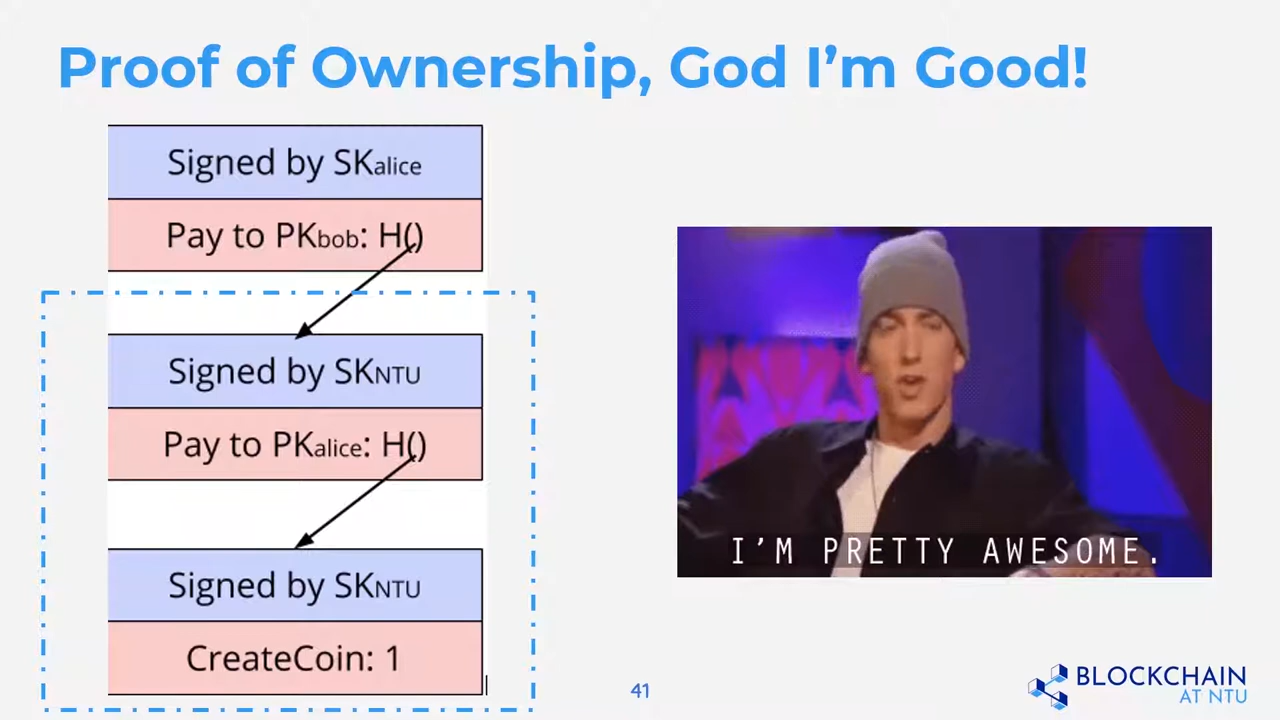 Proof of Ownership, God I'm Good!
Signed by SKalice
Pay to PKbob: H()
Signed by SKNTU
Pay to PKalice: H()
Signed by SKNTU
CreateCoin: 1
I'M PRETTY AWESOME.
41
BLOCKCHAIN
AT NTU